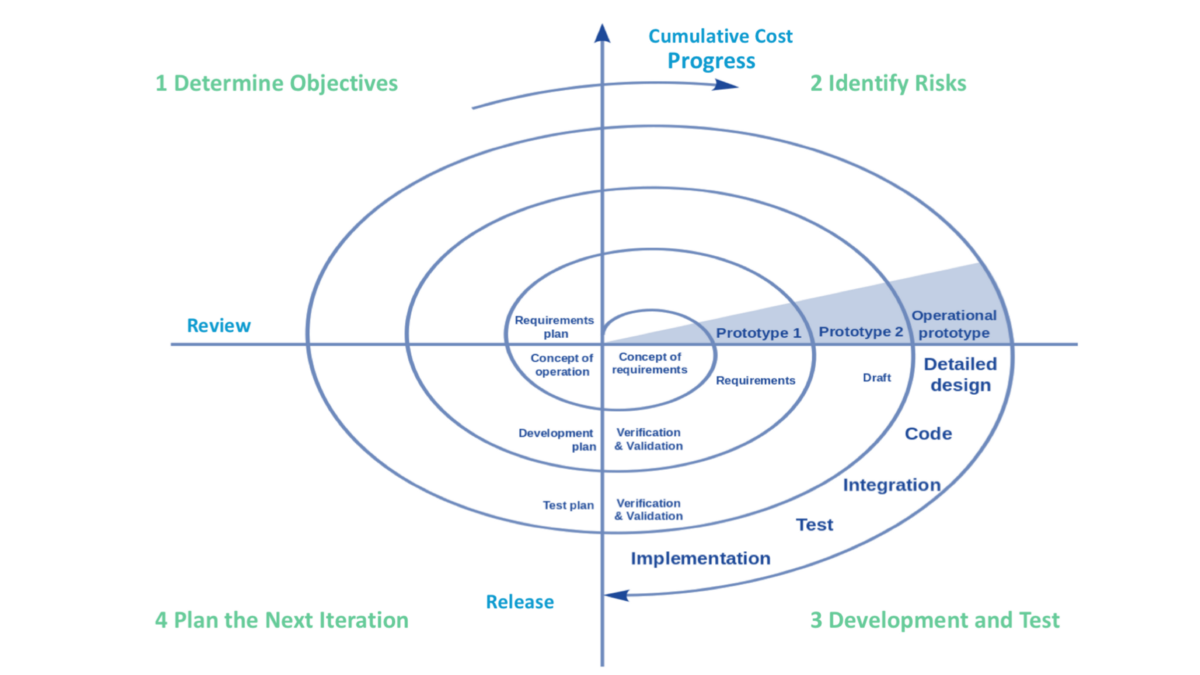 Cumulative Cost
Progress
1 Determine Objectives
2 Identify Risks
Review
Requirements
plan
Prototype 1
Prototype 2
Operational
prototype
Concept of
operation
Concept of
requirements
Requirements
Draft
Detailed
design
Development
plan
Verification
& Validation
Code
Test plan
Verification
& Validation
Integration
Test
Implementation
Release
4 Plan the Next Iteration
3 Development and Test